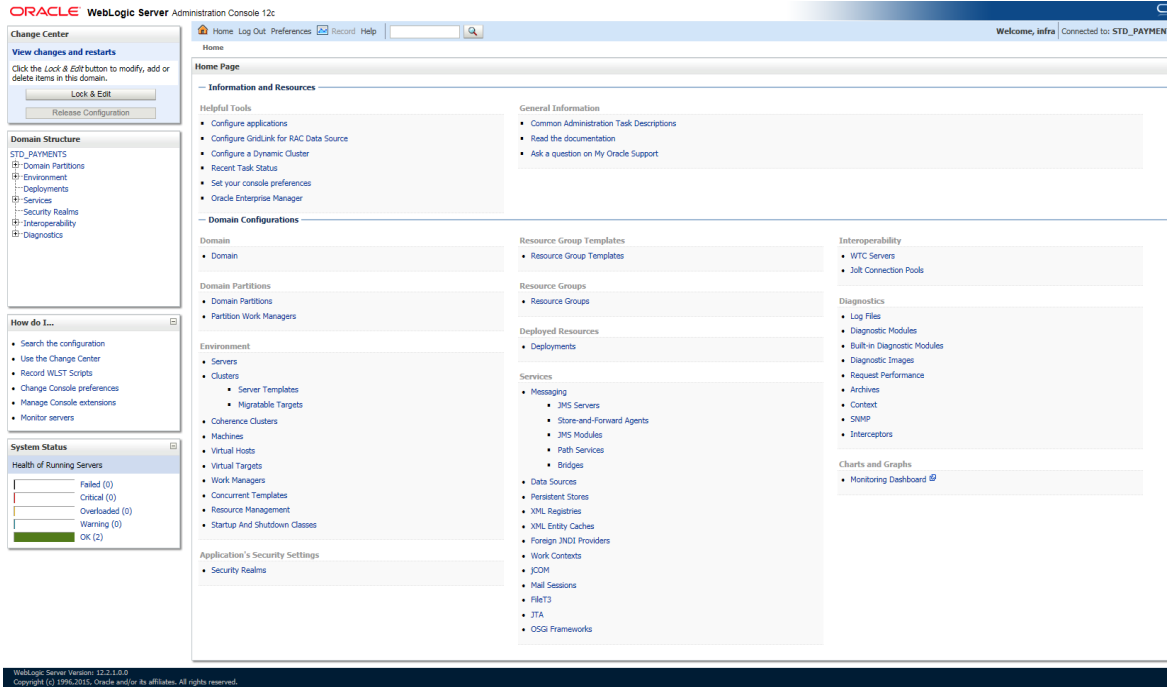 ORACLE WebLogic Server Administration Console 12c
Change Center
View changes and restarts
Click the Lock & Edit button to modify, add or
delete items in this domain.
Lock & Edit
Release Configuration
Domain Structure
STD_PAYMENTS
Domain Partitions
Environment
Deployments
Services
Security Realms
Interoperability
Diagnostics
How do I...
Search the configuration
Use the Change Center
Record WLST Scripts
Change Console preferences
Manage Console extensions
Monitor servers
System Status
Health of Running Servers
Failed (0)
Critical (0)
Overloaded (0)
Warning (0)
OK (2)
Home Log Out Preferences Record Help
Welcome, infra Connected to: STD_PAYMEN
Home
Home Page
Information and Resources
Helpful Tools
Configure applications
Configure GridLink for RAC Data Source
Configure a Dynamic Cluster
Recent Task Status
Set your console preferences
Oracle Enterprise Manager
General Information
Common Administration Task Descriptions
Read the documentation
Ask a question on My Oracle Support
Domain Configurations
Domain
Domain
Domain Partitions
Domain Partitions
Partition Work Managers
Environment
Servers
Clusters
Server Templates
Migratable Targets
Coherence Clusters
Machines
Virtual Hosts
Virtual Targets
Work Managers
Concurrent Templates
Resource Management
Startup And Shutdown Classes
Application's Security Settings
Security Realms
Resource Group Templates
Resource Group Templates
Resource Groups
Resource Groups
Deployed Resources
Deployments
Services
Messaging
JMS Servers
Store-and-Forward Agents
JMS Modules
Path Services
Bridges
Data Sources
Persistent Stores
XML Registries
XML Entity Caches
Foreign JNDI Providers
Work Contexts
jCOM
Mail Sessions
FileT3
JTA
OSGi Frameworks
Interoperability
WTC Servers
Jolt Connection Pools
Diagnostics
Log Files
Diagnostic Modules
Built-in Diagnostic Modules
Diagnostic Images
Request Performance
Archives
Context
SNMP
Interceptors
Charts and Graphs
Monitoring Dashboard
WebLogic Server Version: 12.2.1.0.0
Copyright (c) 1996,2015, Oracle and/or its affiliates. All rights reserved.